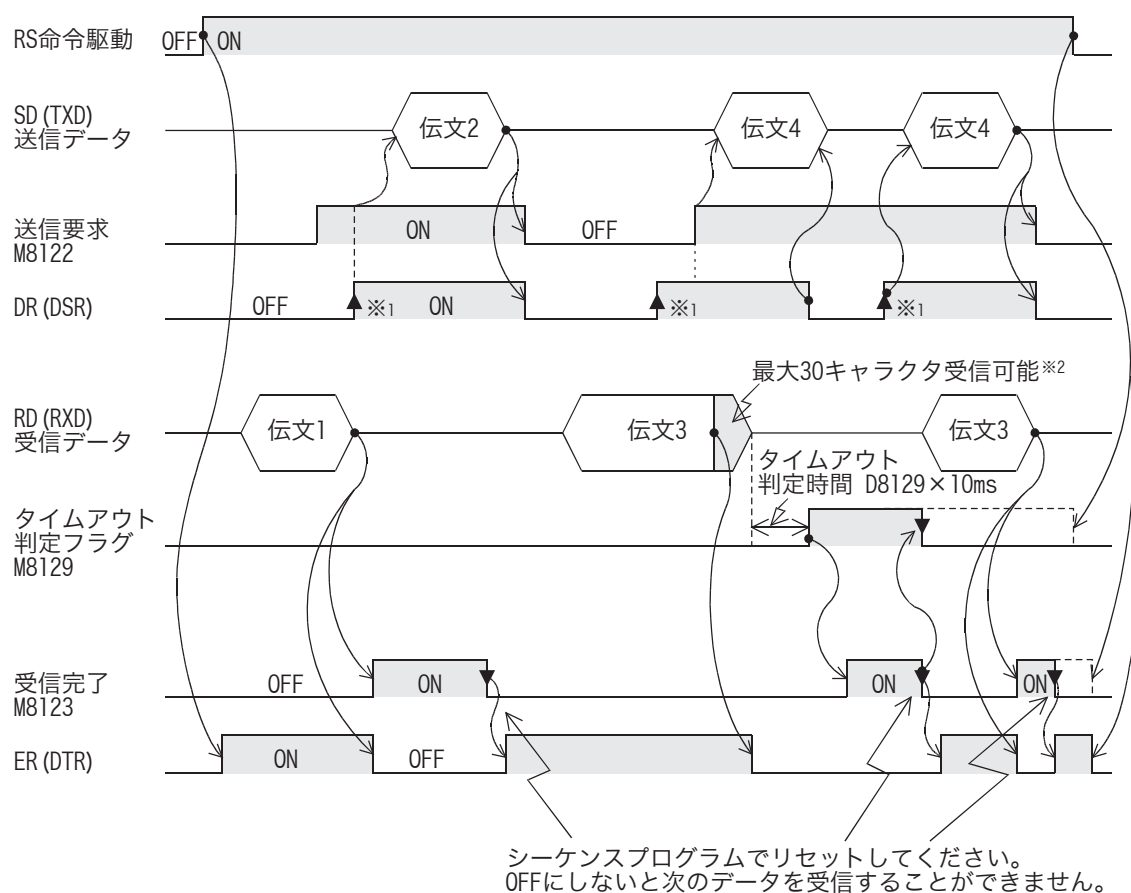 RS命令駆動 OFF ON
SD (TXD)
送信データ
伝文2 伝文4 伝文4
送信要求
M8122
ON OFF
DR (DSR) OFF ※1 ON ※1 ※1
最大30キャラクタ受信可能※2
RD (RXD)
受信データ
伝文1 伝文3 伝文3
タイムアウト
判定時間 D8129×10ms
タイムアウト
判定フラグ
M8129
受信完了
M8123
OFF ON ON ON
ER (DTR) ON OFF
シーケンスプログラムでリセットしてください。
OFFにしないと次のデータを受信することができません。